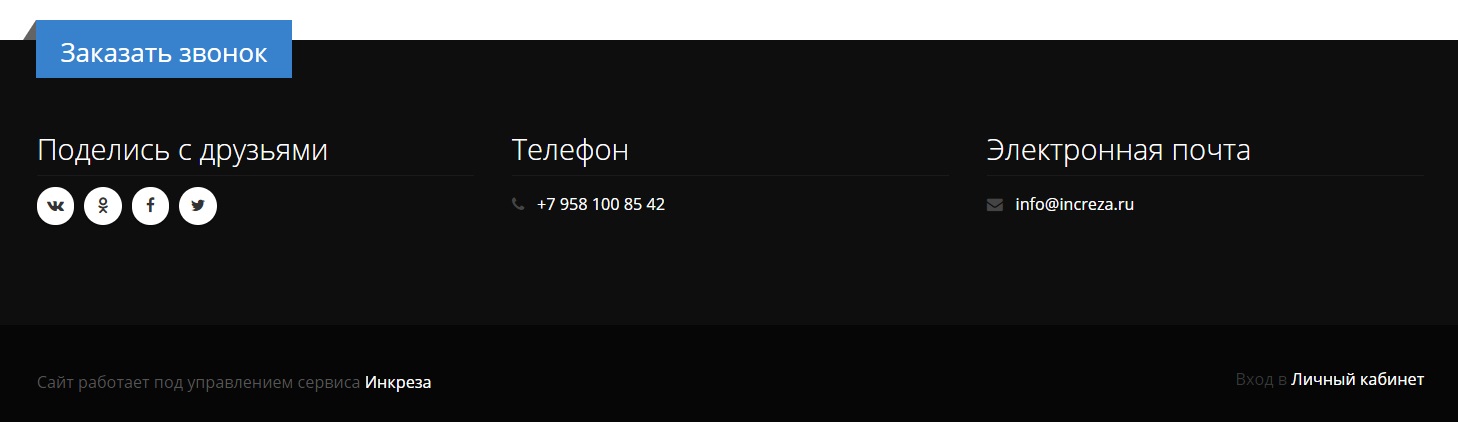 Заказать звонок
Поделись с друзьями
Телефон
+7 958 100 85 42
Электронная почта
info@increza.ru
Сайт работает под управлением сервиса Инкреза
Вход в Личный кабинет